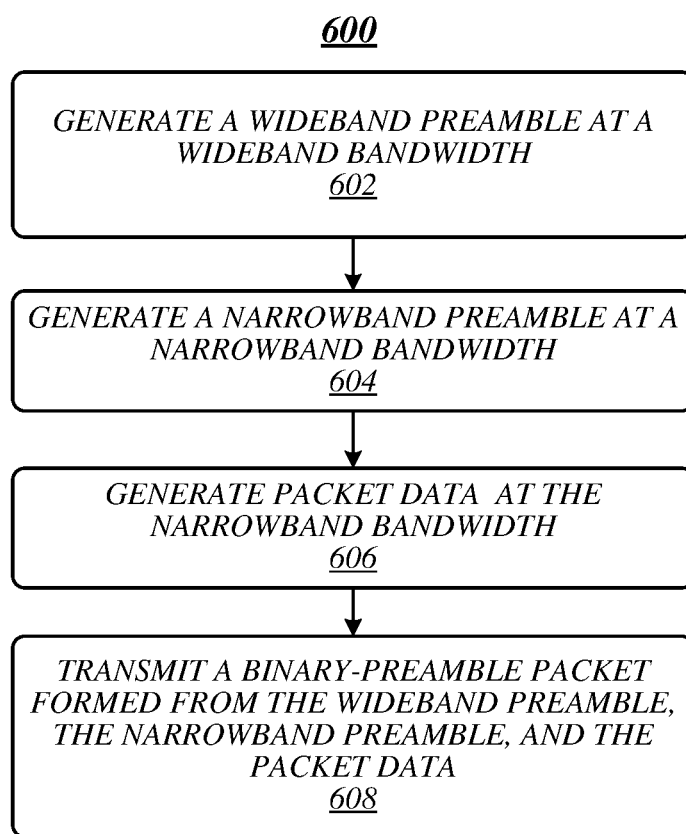 600
GENERATE A WIDEBAND PREAMBLE AT A
WIDEBAND BANDWIDTH
602
GENERATE A NARROWBAND PREAMBLE AT A
NARROWBAND BANDWIDTH
604
GENERATE PACKET DATA AT THE
NARROWBAND BANDWIDTH
606
TRANSMIT A BINARY-PREAMBLE PACKET
FORMED FROM THE WIDEBAND PREAMBLE,
THE NARROWBAND PREAMBLE, AND THE
PACKET DATA
608